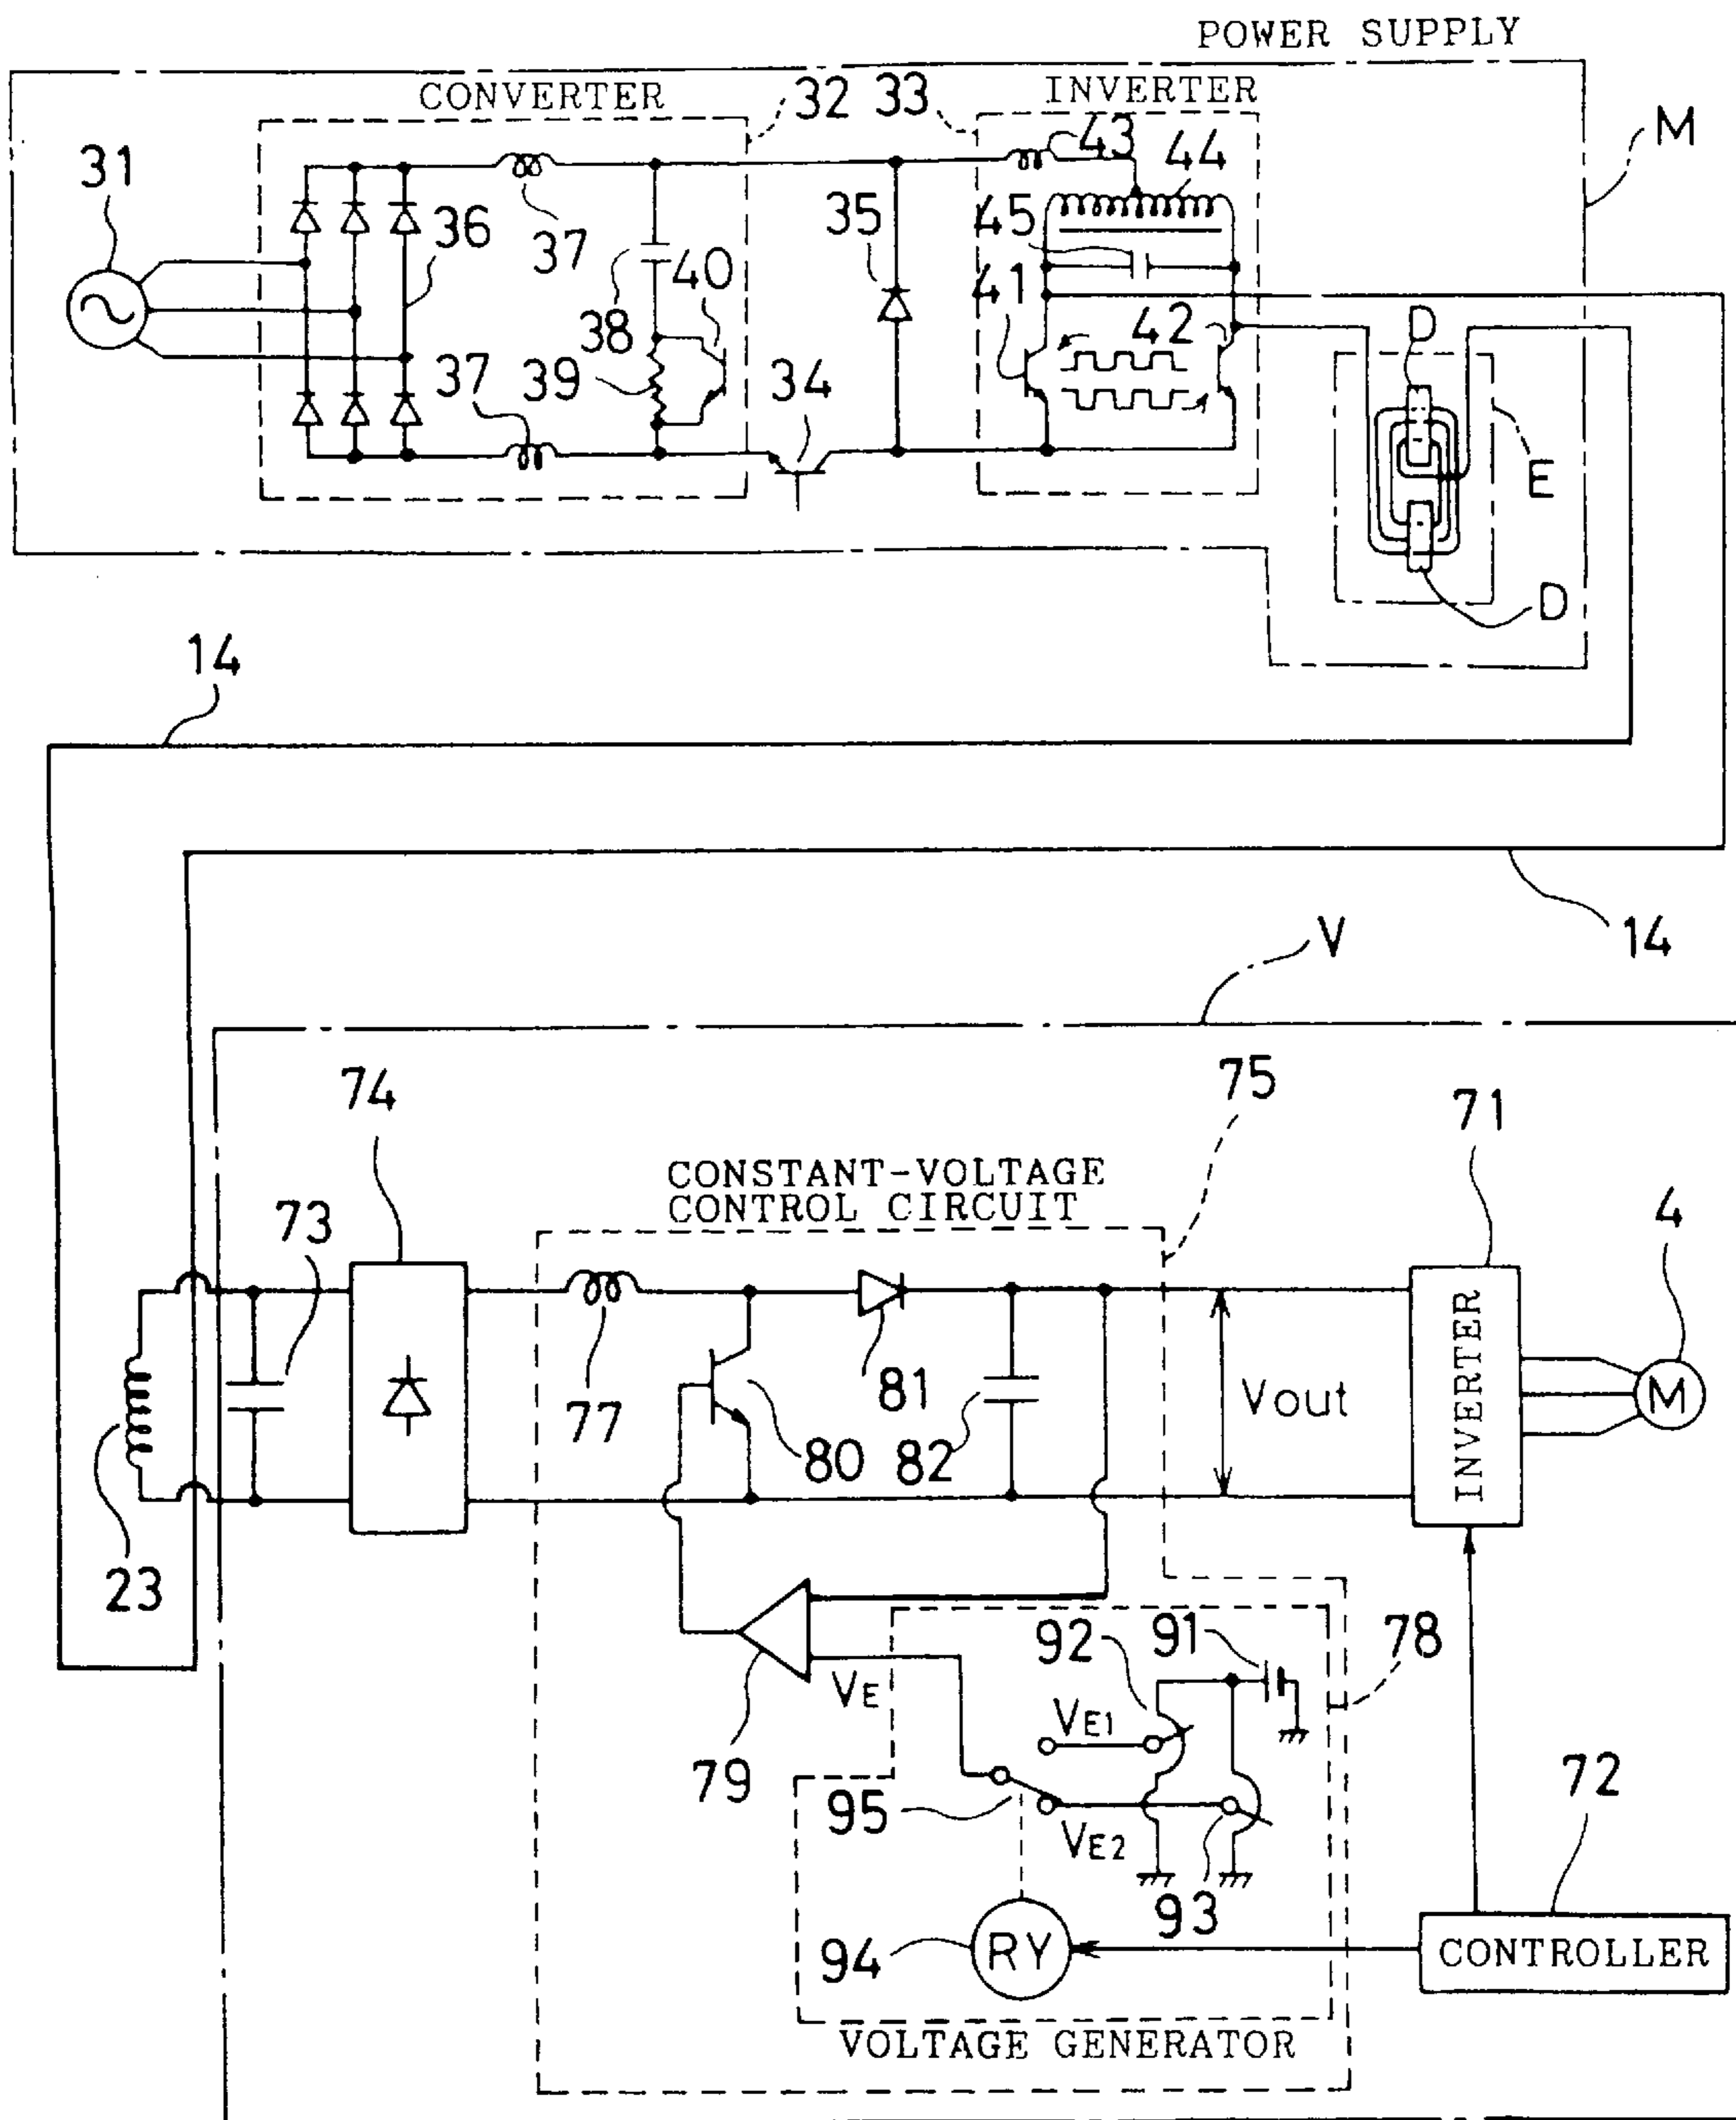 POWER SUPPLY
CONVERTER
32
33
INVERTER
M
31
43
44
36
35
45
37
40
41
42
D
38
37
39
34
E
D
14
14
V
75
74
71
CONSTANT-VOLTAGE
CONTROL CIRCUIT
4
73
INVERTER
M
81
Vout
77
80
82
23
92
91
78
VE
VE1
79
95
VE2
72
93
94
RY
CONTROLLER
VOLTAGE GENERATOR